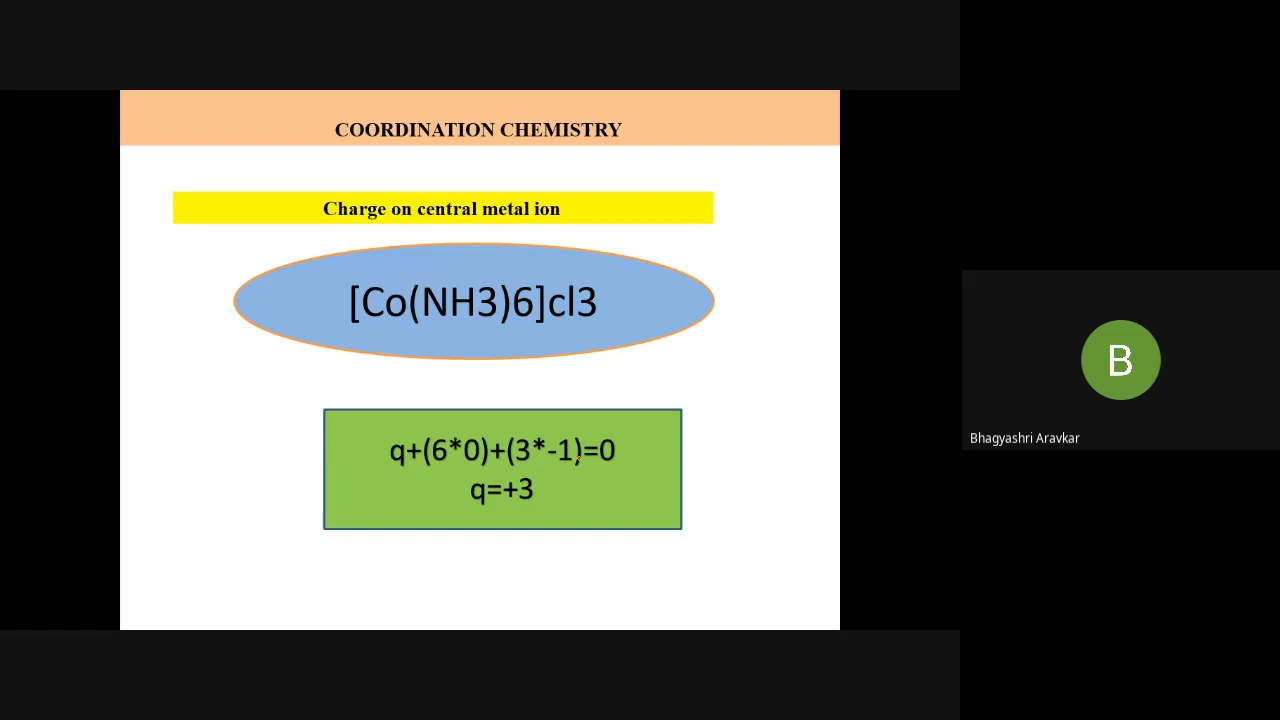 COORDINATION CHEMISTRY
Charge on central metal ion
[Co(NH3)6]cl3
q+(6*0)+(3*-1)=0
q=+3
B
Bhagyashri Aravkar